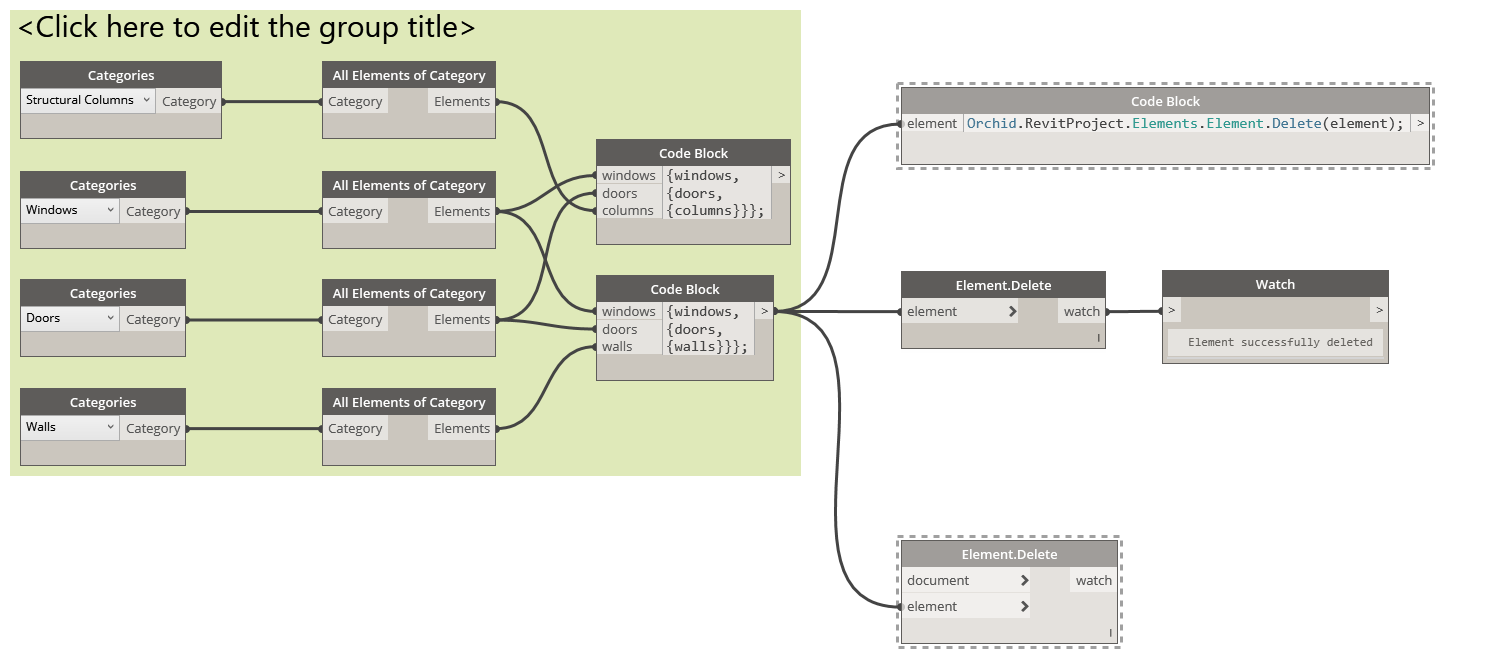 <Click here to edit the group title>
Categories
Structural Columns
Category
All Elements of Category
Category
Elements
Categories
Windows
Category
All Elements of Category
Category
Elements
Categories
Doors
Category
All Elements of Category
Category
Elements
Categories
Walls
Category
All Elements of Category
Category
Elements
Code Block
windows {windows, >
doors {doors,
columns {columns}}};
Code Block
windows {windows, >
doors {doors,
walls {walls}}};
Code Block
element Orchid.RevitProject.Elements.Element.Delete(element); >
Element.Delete
element
watch
l
Watch
> >
Element successfully deleted
Element.Delete
document
watch
element
l